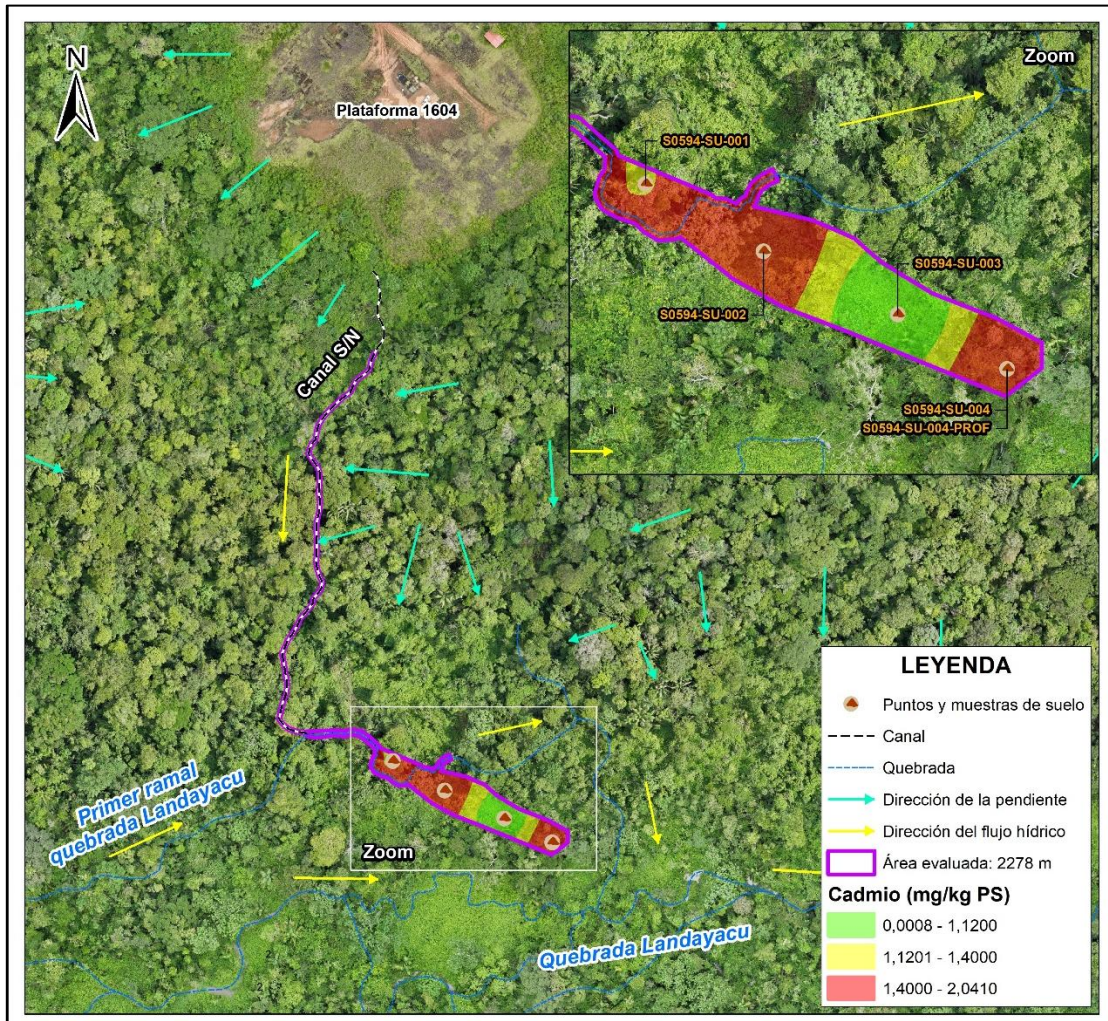 N
Plataforma 1604
Canal S/N
Primer ramal
quebrada Landayacu
Zoom
Quebrada Landayacu
Zoom
S0594-SU-001
S0594-SU-003
S0594-SU-002
S0594-SU-004
S0594-SU-004-PROF
LEYENDA
Puntos y muestras de suelo
Canal
Quebrada
Dirección de la pendiente
Dirección del flujo hídrico
Área evaluada: 2278 m
Cadmio (mg/kg PS)
0,0008 - 1,1200
1,1201 - 1,4000
1,4000 - 2,0410